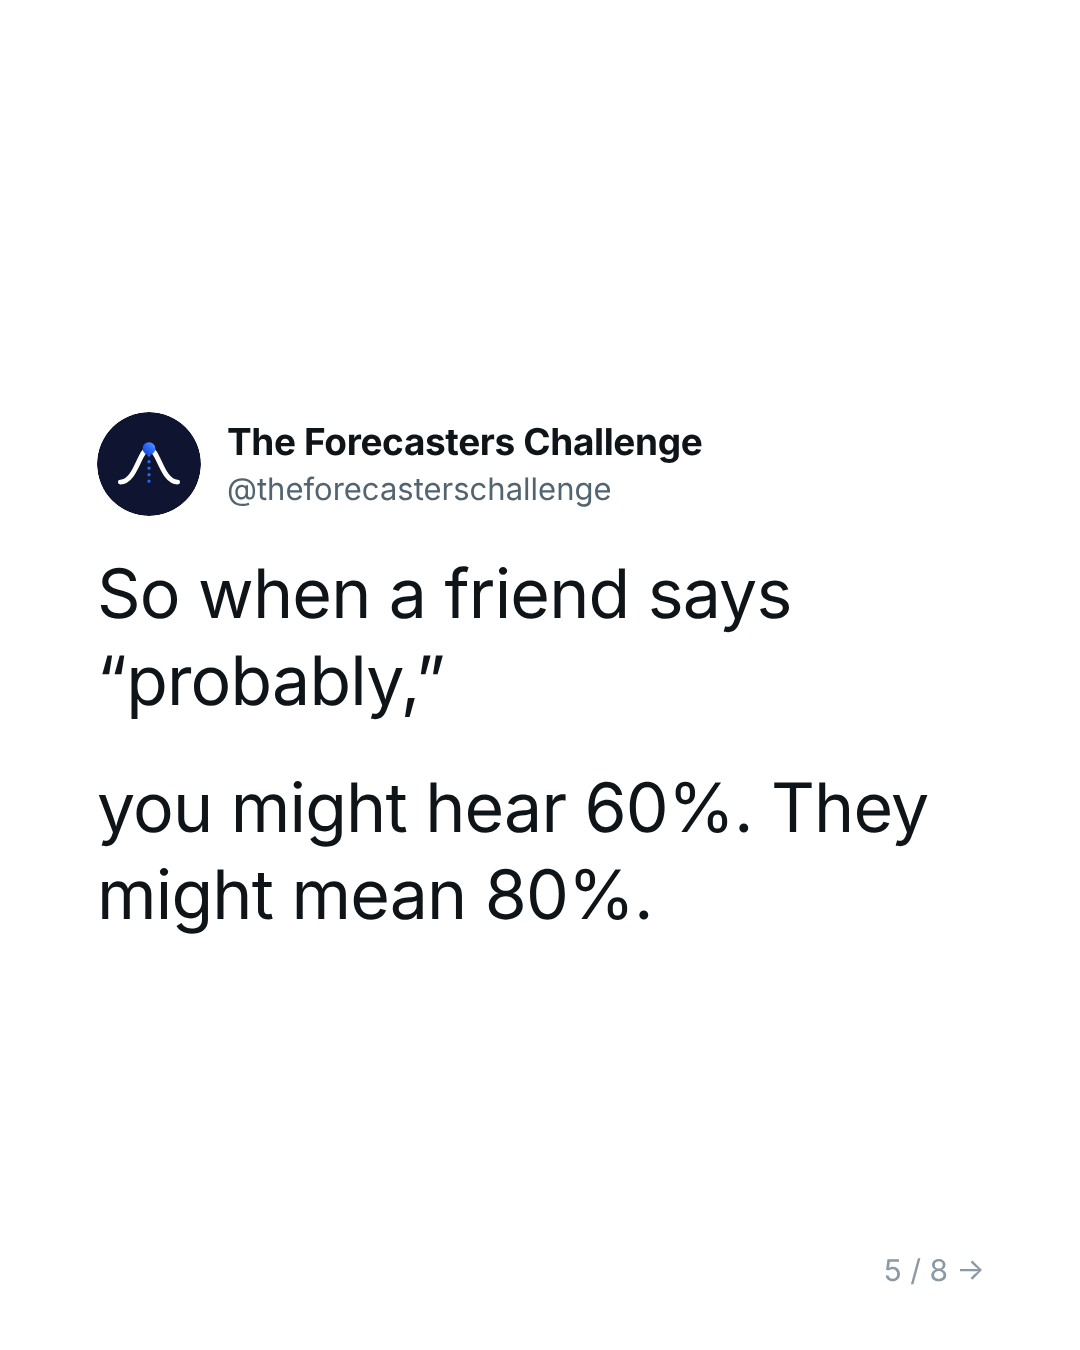 The Forecasters Challenge
@theforecasterschallenge
So when a friend says
“probably,”
you might hear 60%. They
might mean 80%.
5 / 8 →